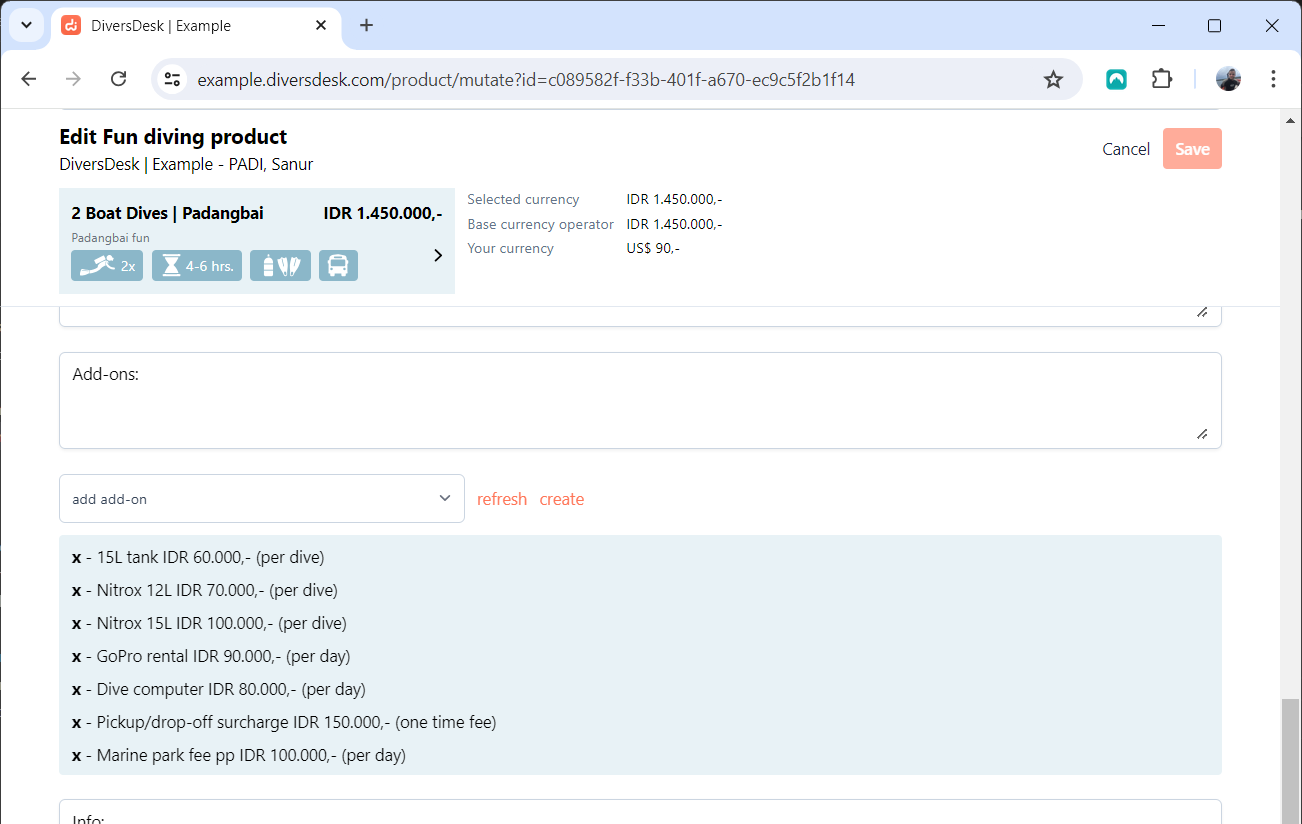 DiversDesk | Example
example.diversdesk.com/product/mutate?id=c089582f-f33b-401f-a670-ec9c5f2b1f14
Edit Fun diving product
DiversDesk | Example - PADI, Sanur
Cancel
Save
2 Boat Dives | Padangbai
IDR 1.450.000,-
Padangbai fun
2x
4-6 hrs.
Selected currency IDR 1.450.000,-
Base currency operator IDR 1.450.000,-
Your currency US$ 90,-
Add-ons:
add add-on
refresh
create
x - 15L tank IDR 60.000,- (per dive)
x - Nitrox 12L IDR 70.000,- (per dive)
x - Nitrox 15L IDR 100.000,- (per dive)
x - GoPro rental IDR 90.000,- (per day)
x - Dive computer IDR 80.000,- (per day)
x - Pickup/drop-off surcharge IDR 150.000,- (one time fee)
x - Marine park fee pp IDR 100.000,- (per day)
Info: